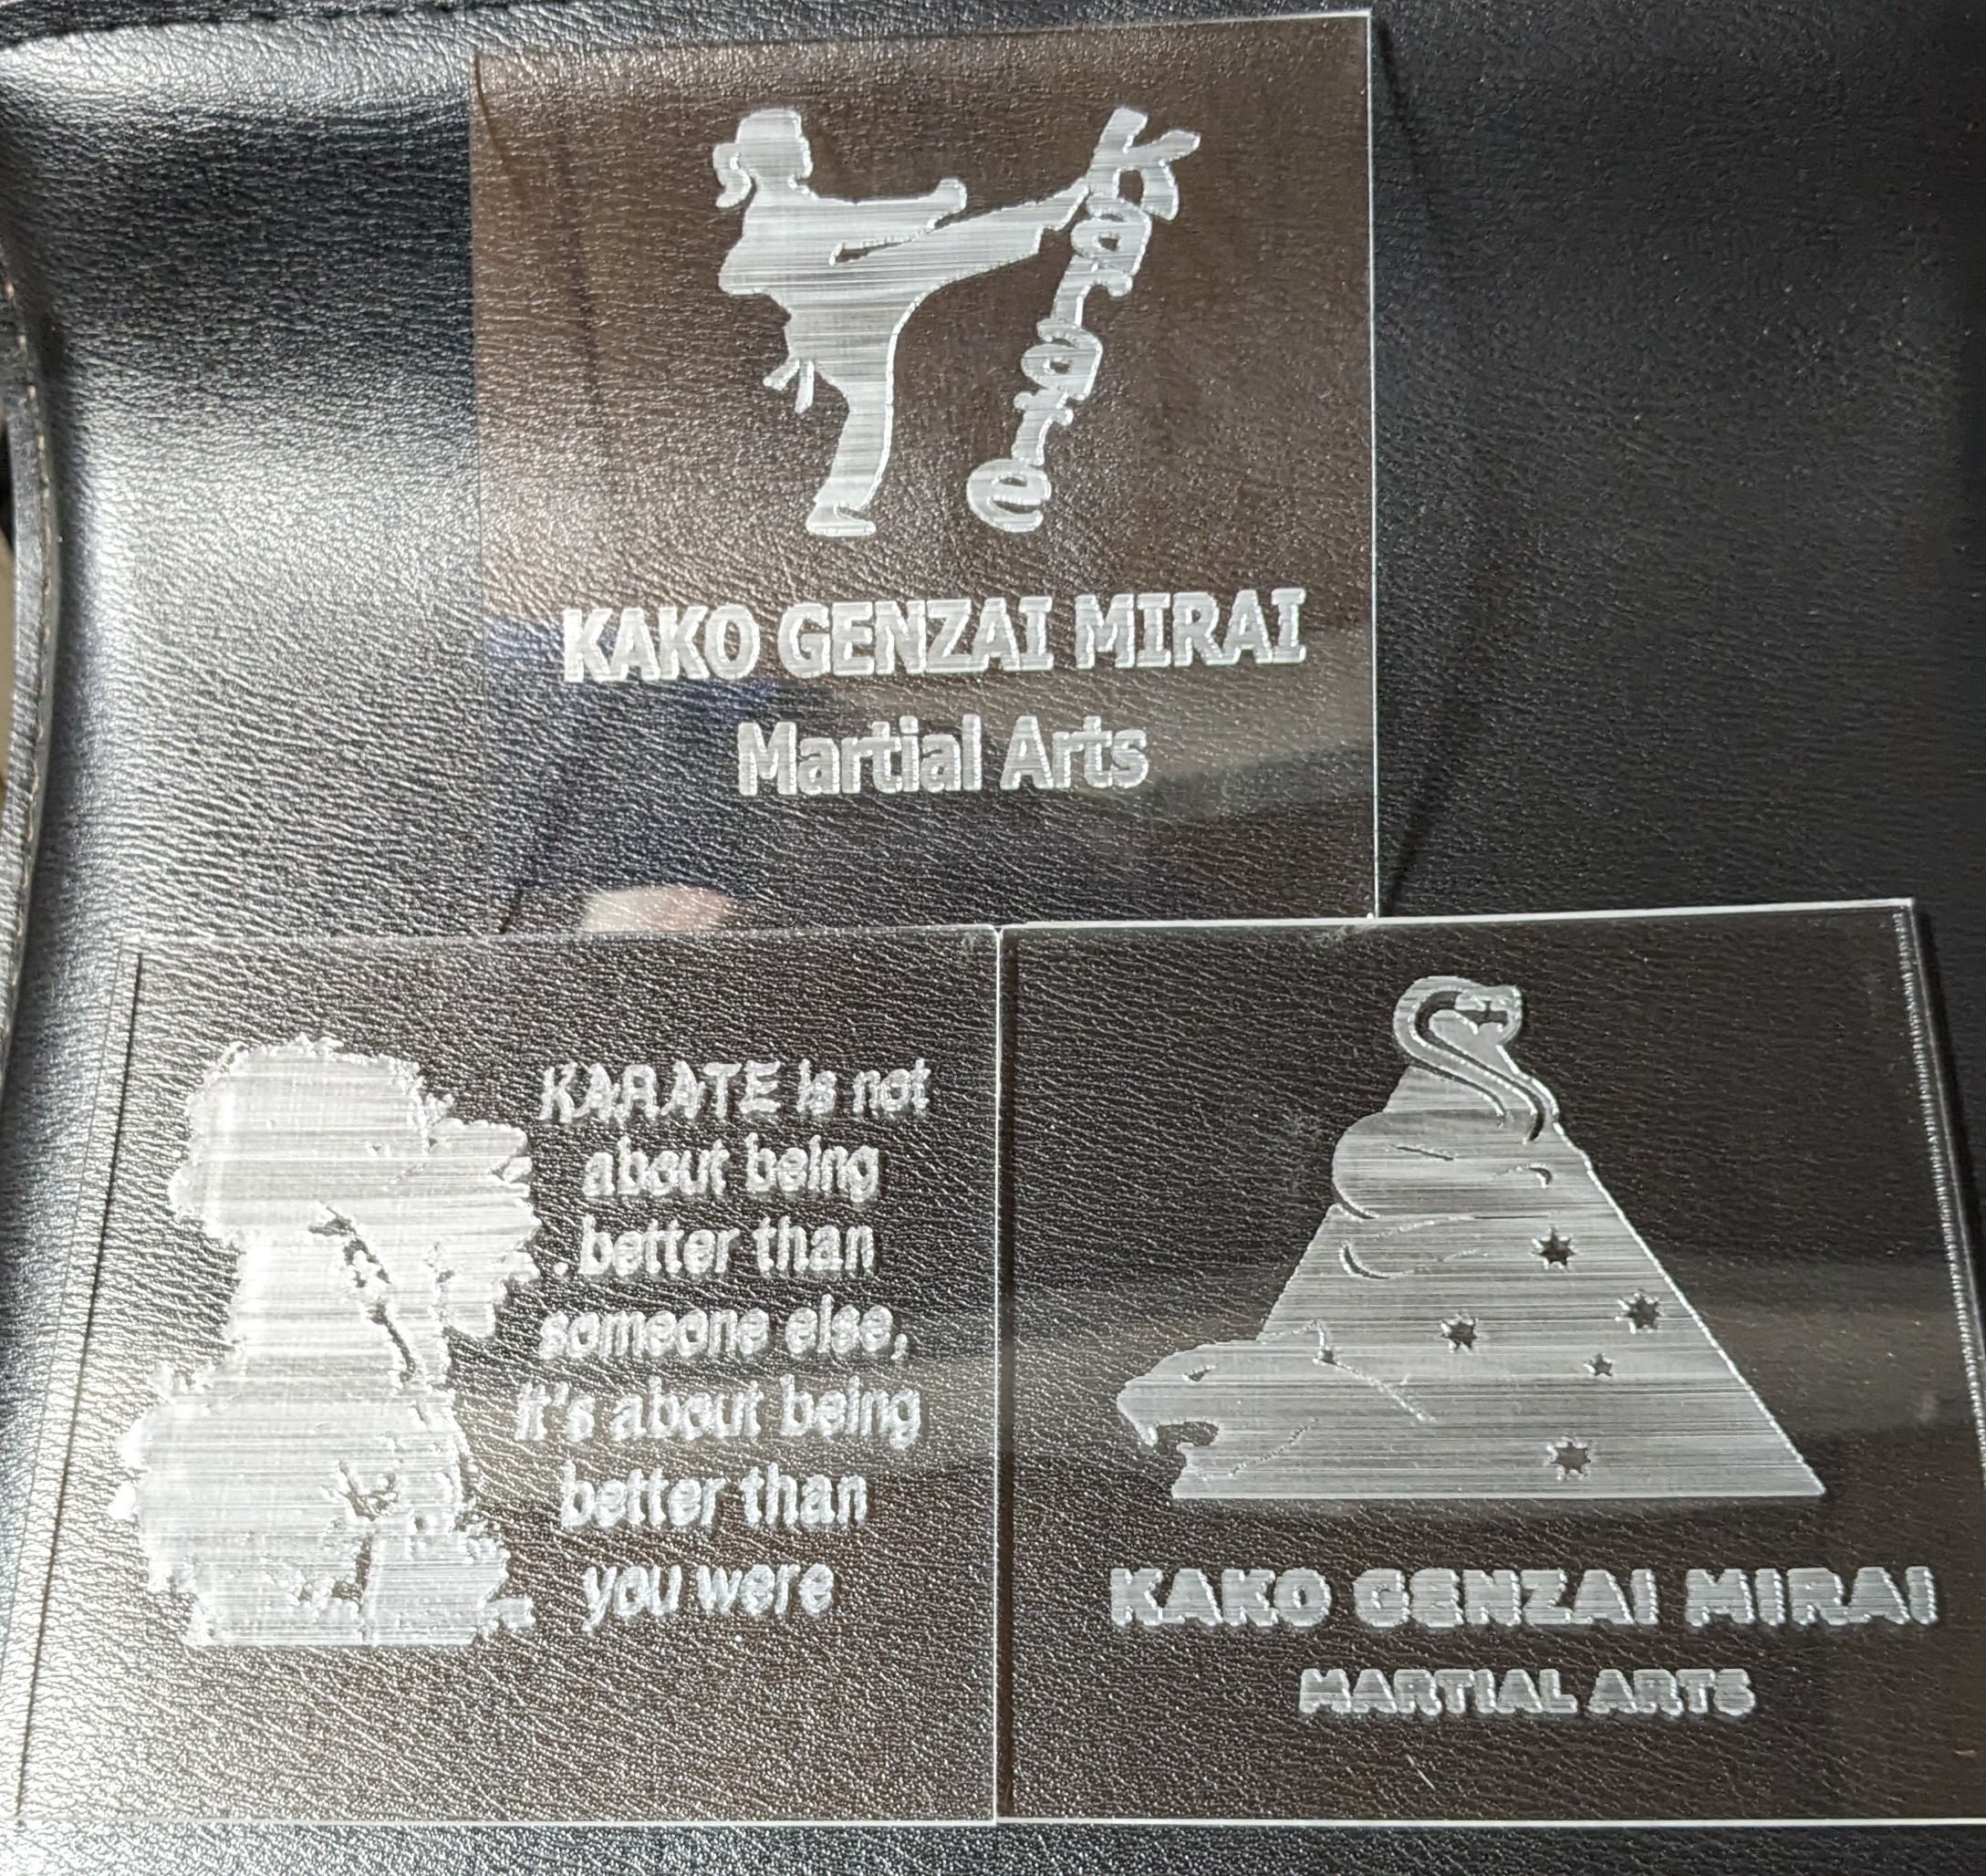 Karate
KAKO GENZAI MIRAI
Martial Arts
KARATE is not
about being
better than
someone else,
it's about being
better than
you were
KAKO GENZAI MIRAI
MARTIAL ARTS